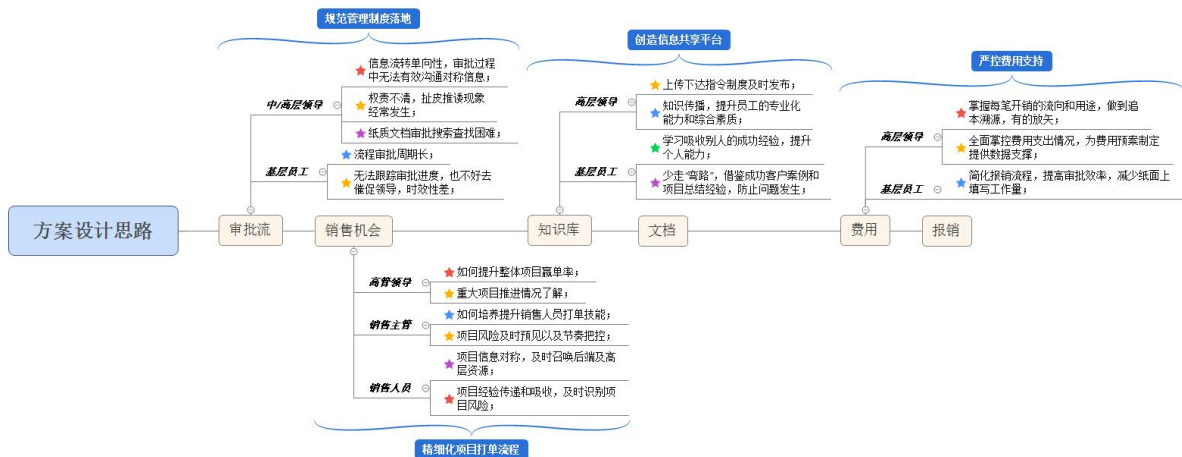 规范管理制度落地
信息流转单向性，审批过程
中无法有效沟通对称信息；
中/高层领导
权责不清，扯皮推诿现象
经常发生；
纸质文档审批搜索查找困难；
流程审批周期长；
基层员工
无法跟踪审批进度，也不好去
催促领导，时效性差；
创造信息共享平台
上传下达指令制度及时发布；
高层领导
知识传播，提升员工的专业化
能力和综合素质；
学习吸收别人的成功经验，提升
个人能力；
基层员工
少走“弯路”，借鉴成功客户案例和
项目总结经验，防止问题发生；
严控费用支持
掌握每笔开销的流向和用途，做到追
本溯源，有的放矢；
高层领导
全面掌控费用支出情况，为费用预案制定
提供数据支撑；
基层员工
简化报销流程，提高审批效率，减少纸面上
填写工作量；
方案设计思路
审批流
销售机会
知识库
文档
费用
报销
如何提升整体项目赢单率；
高管领导
重大项目推进情况了解；
如何培养提升销售人员打单技能；
销售主管
项目风险及时预见以及节奏把控；
项目信息对称，及时召唤后端及高
层资源；
销售人员
项目经验传递和吸收，及时识别项
目风险；
精细化项目打单流程